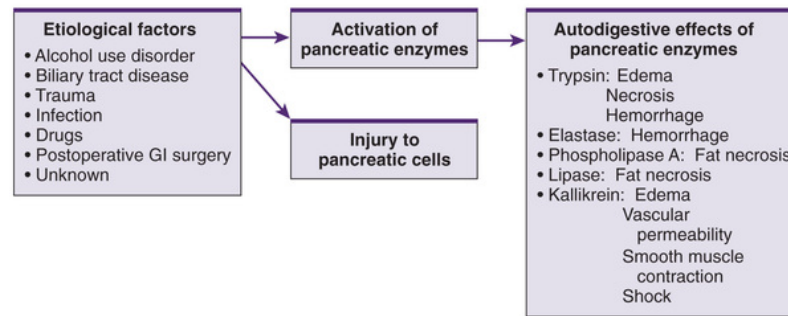 Etiological factors
• Alcohol use disorder
• Biliary tract disease
• Trauma
• Infection
• Drugs
• Postoperative GI surgery
• Unknown
Activation of
pancreatic enzymes
Injury to
pancreatic cells
Autodigestive effects of
pancreatic enzymes
• Trypsin: Edema
Necrosis
Hemorrhage
• Elastase: Hemorrhage
• Phospholipase A: Fat necrosis
• Lipase: Fat necrosis
• Kallikrein: Edema
Vascular
permeability
Smooth muscle
contraction
Shock